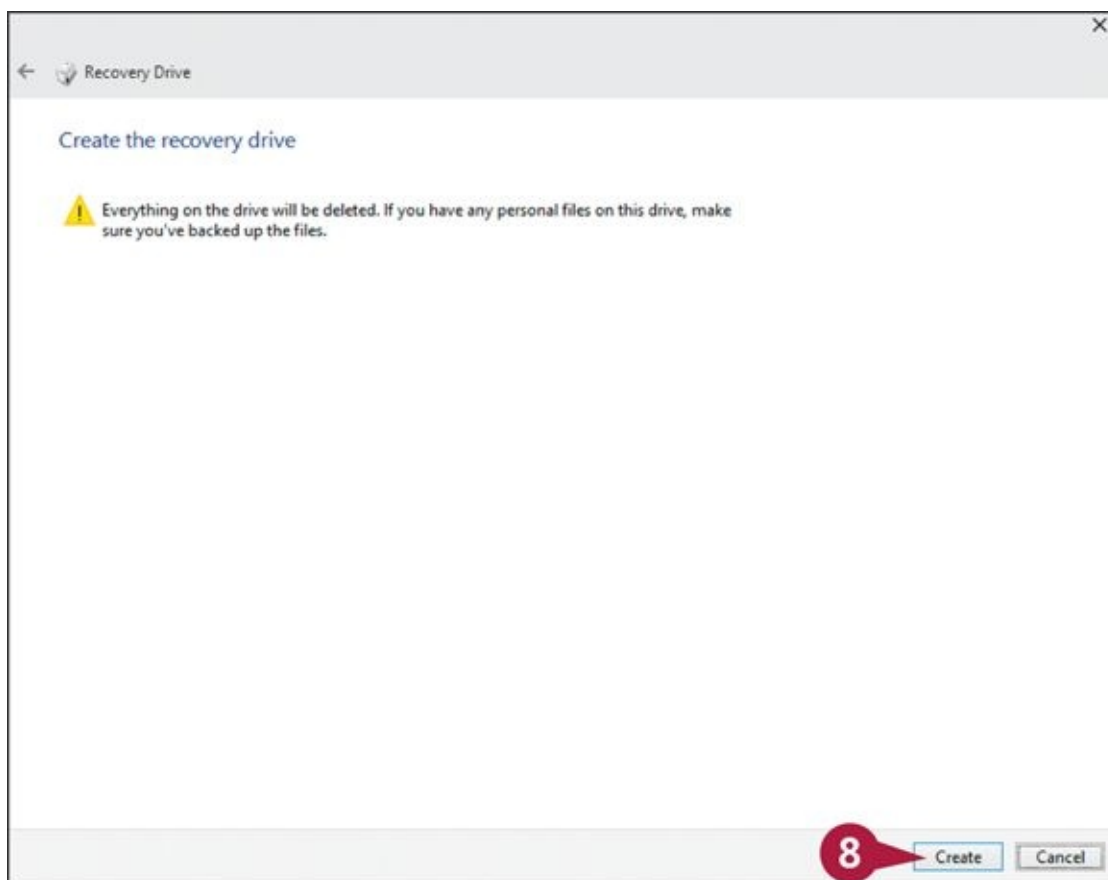 Recovery Drive
Create the recovery drive
Everything on the drive will be deleted. If you have any personal files on this drive, make
sure you've backed up the files.
8
Create Cancel